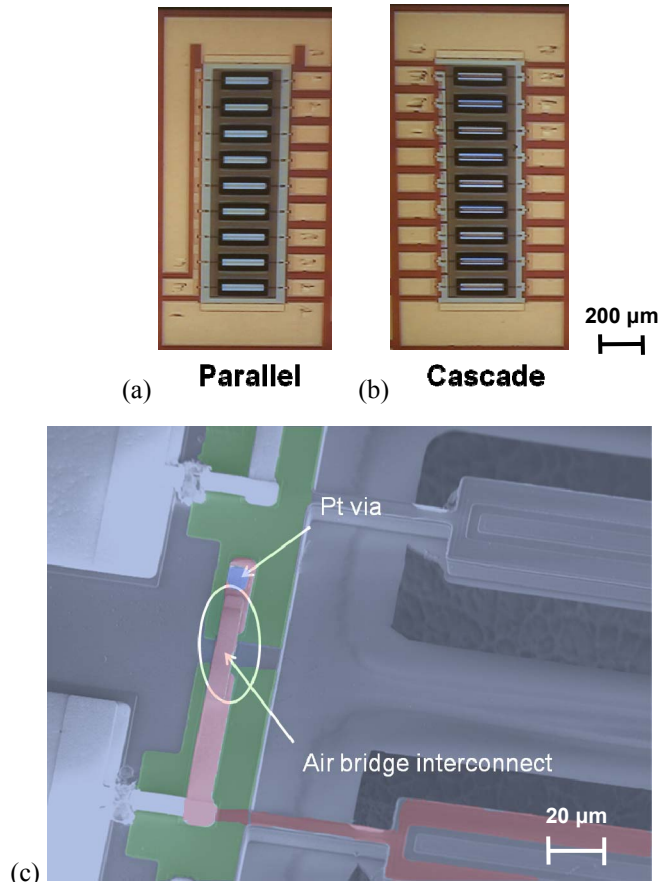 200 µm
(a) Parallel (b) Cascade
Pt via
Air bridge interconnect
20 µm
(c)